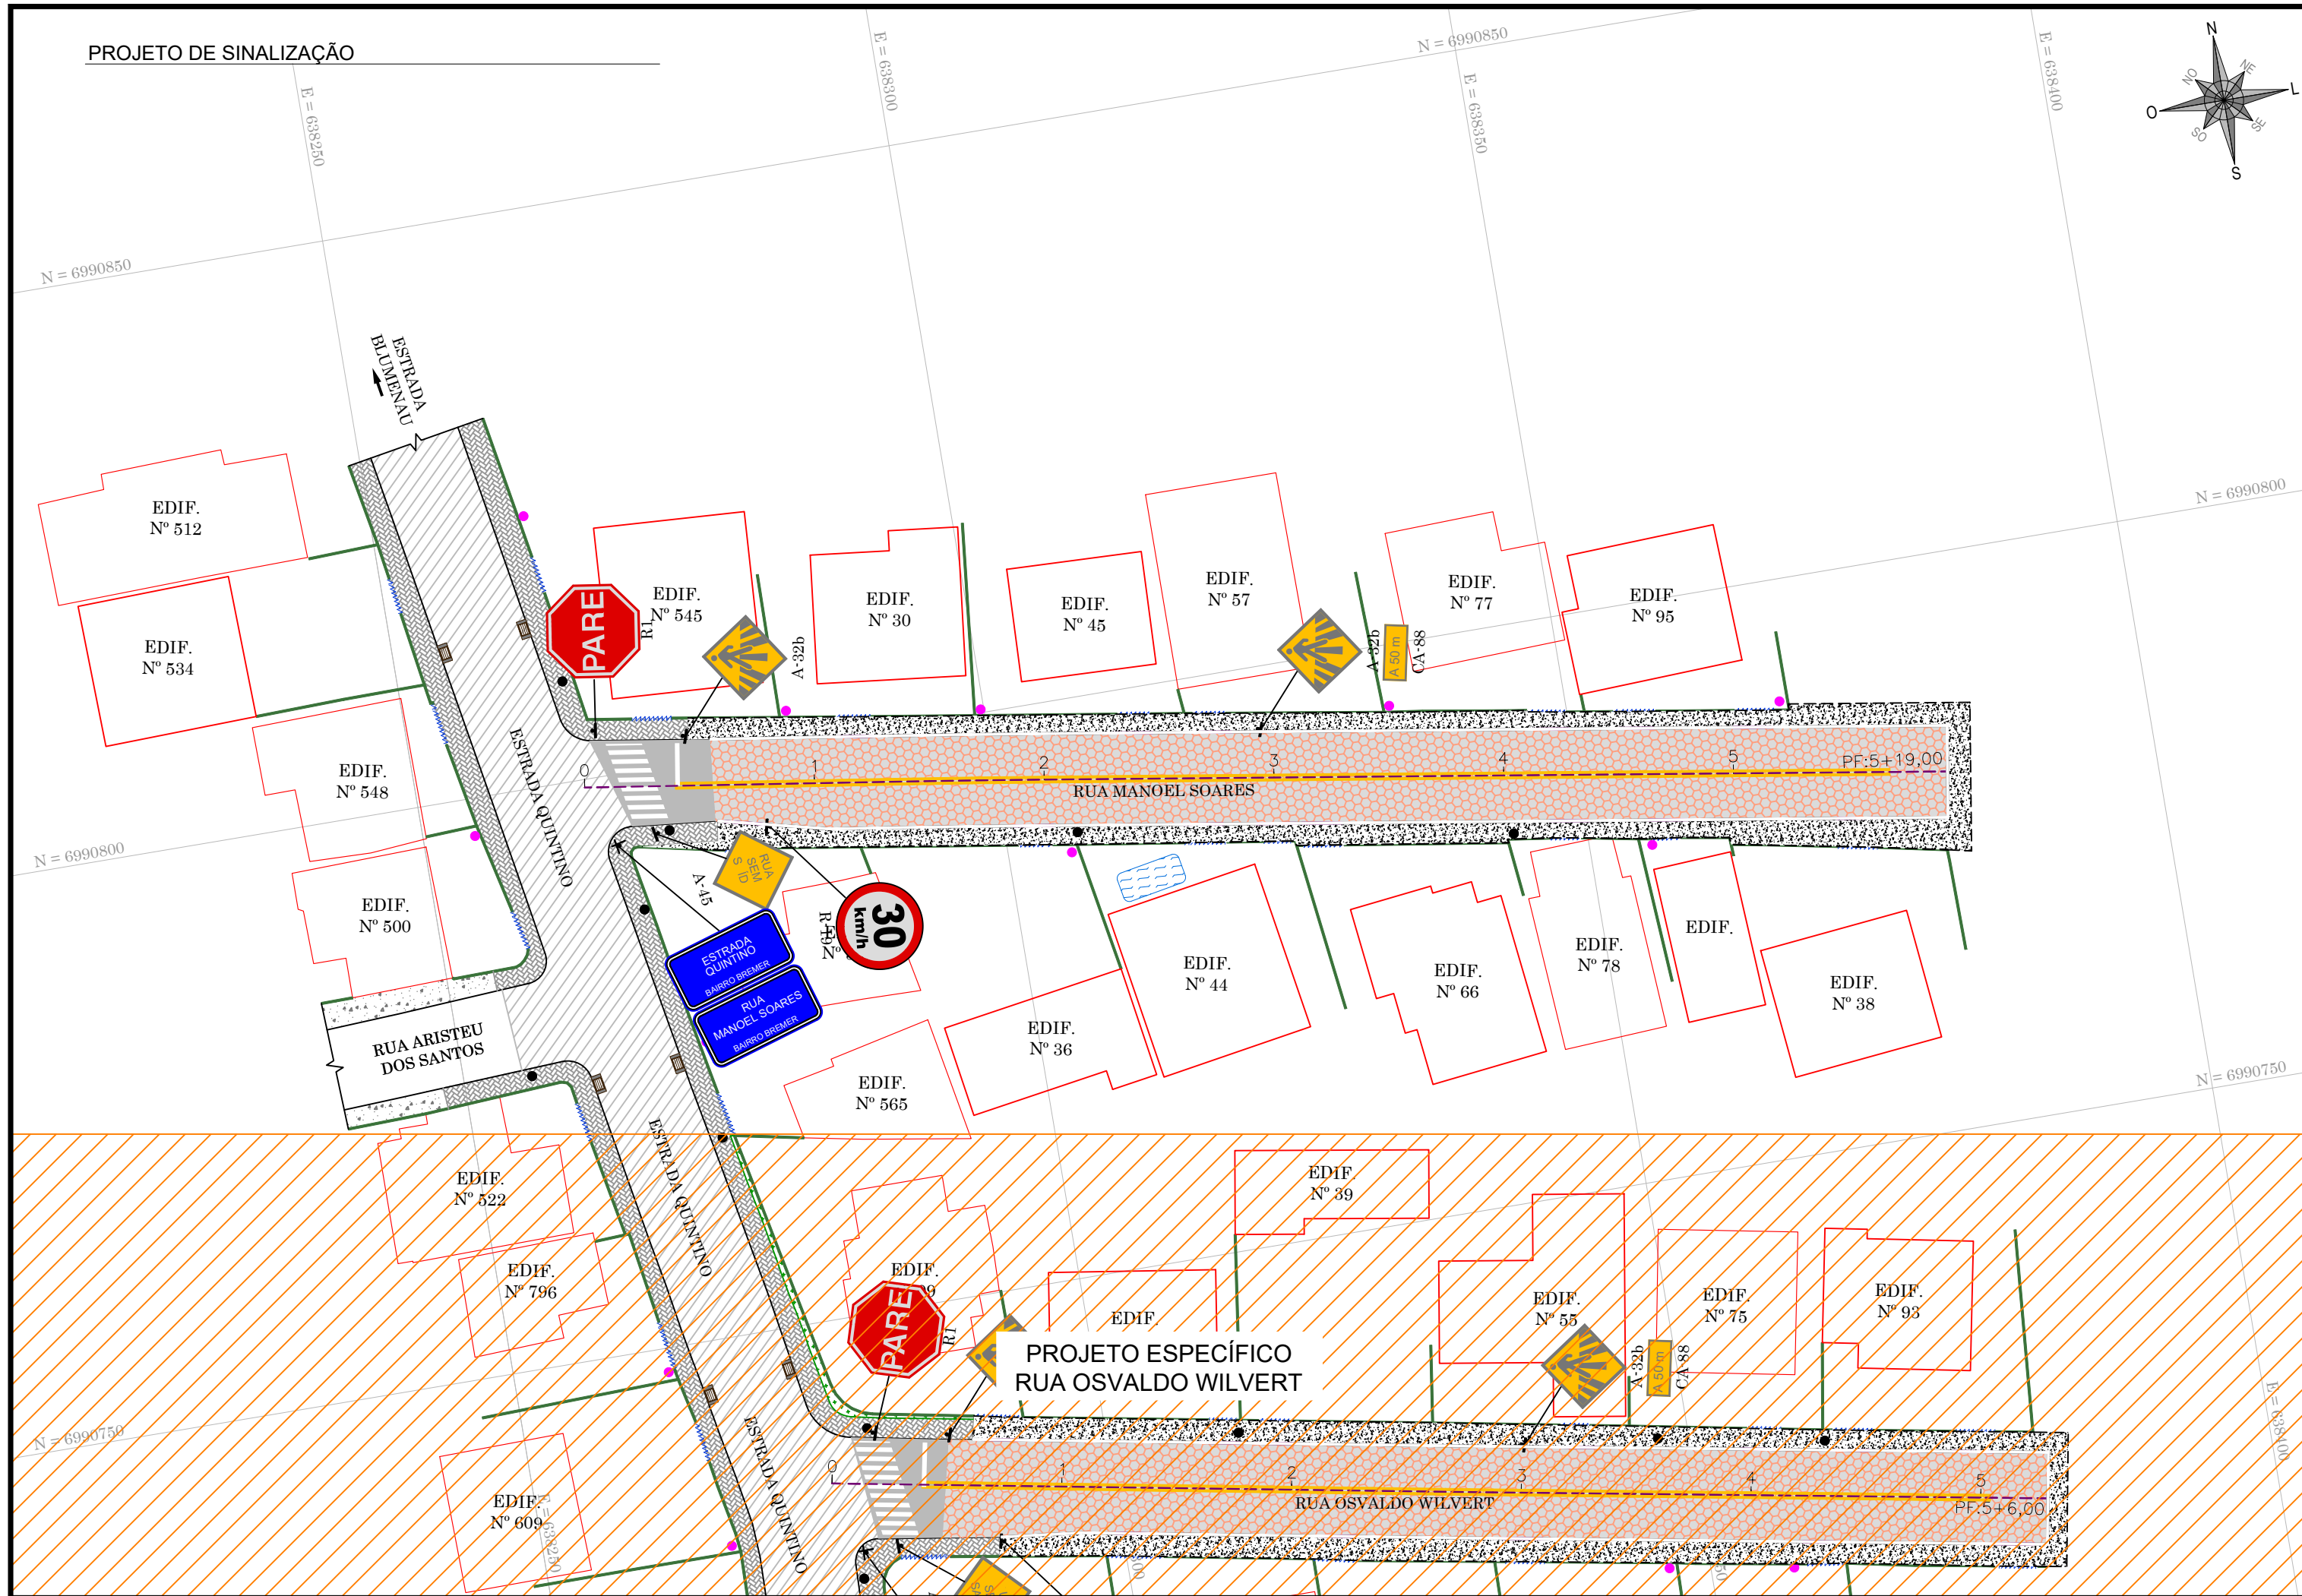 PROJETO DE SINALIZAÇÃO
E = 638250
E = 638300
N = 6990850
E = 638350
E = 638400
N
NE
L
SE
S
SO
O
NO
N = 6990850
ESTRADA
BLUMENAU
N = 6990800
EDIF.
Nº 512
EDIF.
Nº 534
EDIF.
Nº 548
EDIF.
Nº 500
N = 6990800
ESTRADA QUINTINO
PARE
R1
EDIF.
Nº 545
A-32b
EDIF.
Nº 30
EDIF.
Nº 45
EDIF.
Nº 57
A-32b
A 50 m
CA-88
EDIF.
Nº 77
EDIF.
Nº 95
0
1
2
3
4
5
PF:5+19,00
RUA MANOEL SOARES
RUA
SEM
S ÍD
A-45
R-19
30
km/h
ESTRADA
QUINTINO
BAIRRO BREMER
RUA
MANOEL SOARES
BAIRRO BREMER
EDIF.
Nº 44
EDIF.
Nº 36
EDIF.
Nº 66
EDIF.
Nº 78
EDIF.
EDIF.
Nº 38
RUA ARISTEU
DOS SANTOS
EDIF.
Nº 565
N = 6990750
ESTRADA QUINTINO
EDIF.
Nº 522
EDIF.
Nº 796
EDIF.
Nº 39
EDIF.
PARE
R1
EDIF.
PROJETO ESPECÍFICO
RUA OSVALDO WILVERT
EDIF.
Nº 55
A-32b
A 50 m
CA-88
EDIF.
Nº 75
EDIF.
Nº 93
E = 638400
N = 6990750
EDIF.
Nº 609
E = 638250
ESTRADA QUINTINO
0
1
2
3
4
5
PF:5+6,00
RUA OSVALDO WILVERT